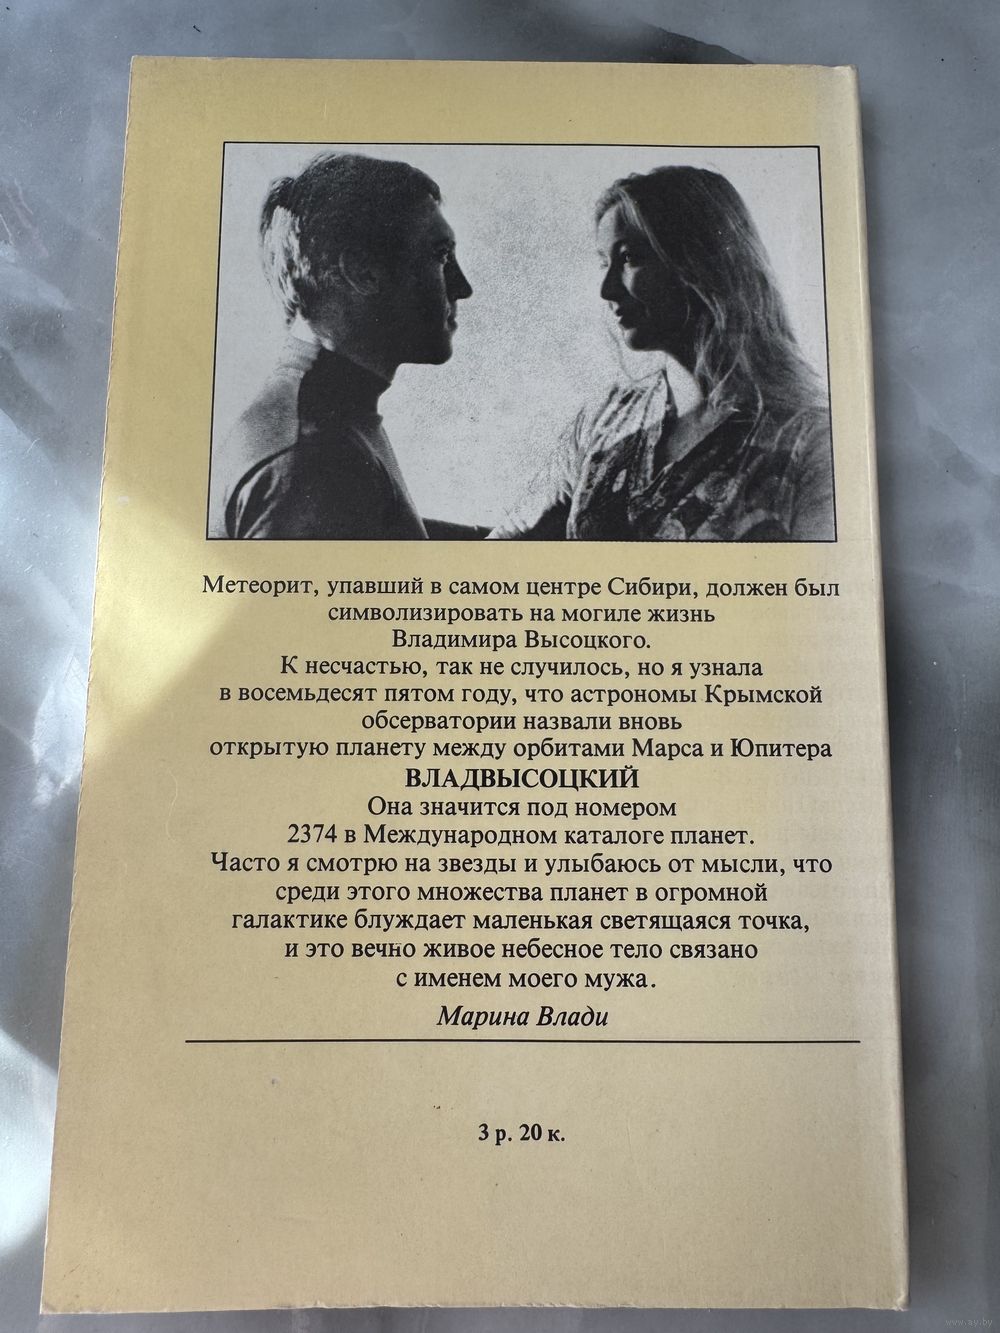 Метеорит, упавший в самом центре Сибири, должен был
символизировать на могиле жизнь
Владимира Высоцкого.
К несчастью, так не случилось, но я узнала
в восемьдесят пятом году, что астрономы Крымской
обсерватории назвали вновь
открытую планету между орбитами Марса и Юпитера
ВЛАДВЫСОЦКИЙ
Она значится под номером
2374 в Международном каталоге планет.
Часто я смотрю на звезды и улыбаюсь от мысли, что
среди этого множества планет в огромной
галактике блуждает маленькая светящаяся точка,
и это вечно живое небесное тело связано
с именем моего мужа.
Марина Влади
3 р. 20 к.
www.ay.by